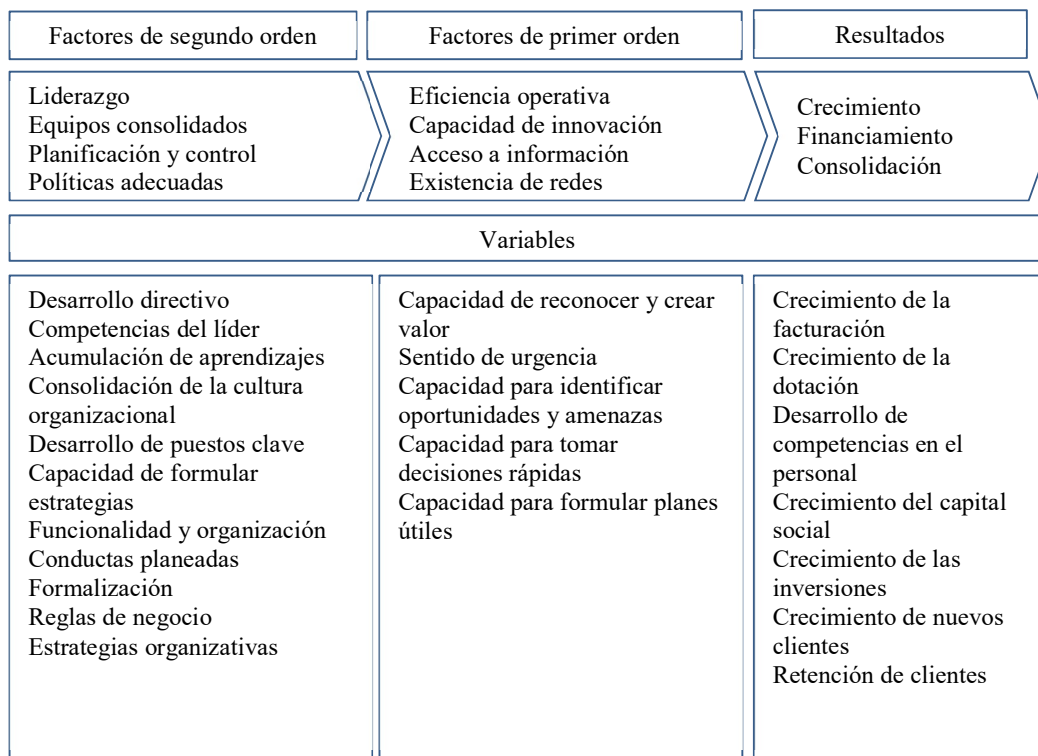 Factores de segundo orden
Factores de primer orden
Resultados
Liderazgo
Equipos consolidados
Planificación y control
Políticas adecuadas
Eficiencia operativa
Capacidad de innovación
Acceso a información
Existencia de redes
Crecimiento
Financiamiento
Consolidación
Variables
Desarrollo directivo
Competencias del líder
Acumulación de aprendizajes
Consolidación de la cultura
organizacional
Desarrollo de puestos clave
Capacidad de formular
estrategias
Funcionalidad y organización
Conductas planeadas
Formalización
Reglas de negocio
Estrategias organizativas
Capacidad de reconocer y crear
valor
Sentido de urgencia
Capacidad para identificar
oportunidades y amenazas
Capacidad para tomar
decisiones rápidas
Capacidad para formular planes
útiles
Crecimiento de la
facturación
Crecimiento de la
dotación
Desarrollo de
competencias en el
personal
Crecimiento del capital
social
Crecimiento de las
inversiones
Crecimiento de nuevos
clientes
Retención de clientes